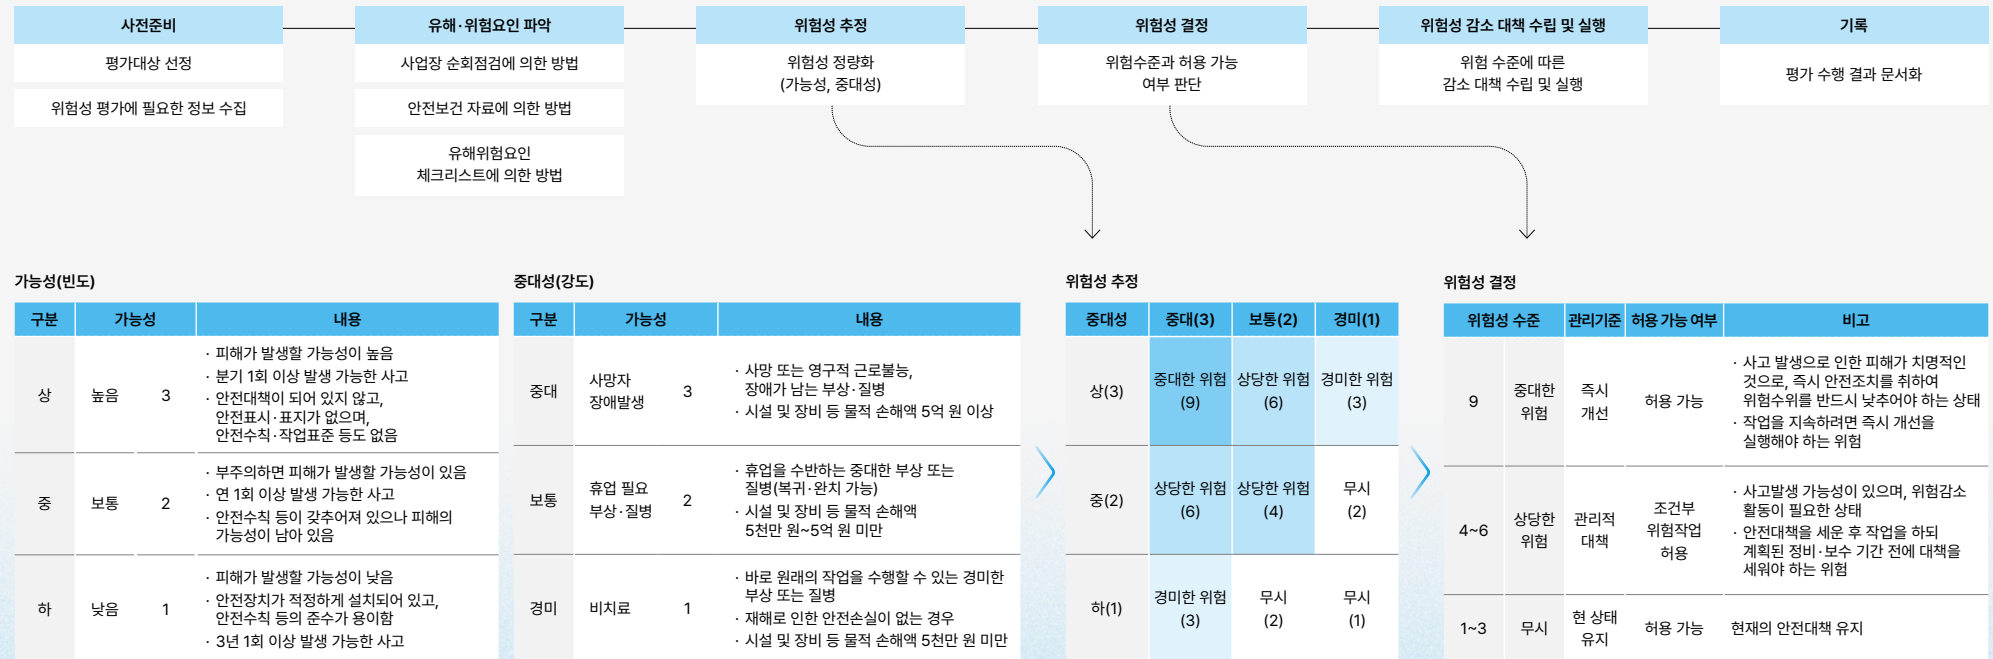 사전준비
평가대상 선정
위험성 평가에 필요한 정보 수집
유해·위험요인 파악
사업장 순회점검에 의한 방법
안전보건 자료에 의한 방법
유해위험요인
체크리스트에 의한 방법
위험성 추정
위험성 정량화
(가능성, 중대성)
위험성 결정
위험수준과 허용 가능
여부 판단
위험성 감소 대책 수립 및 실행
위험 수준에 따른
감소 대책 수립 및 실행
기록
평가 수행 결과 문서화
가능성(빈도)
구분 가능성 내용
상 높음 3
· 피해가 발생할 가능성이 높음
· 분기 1회 이상 발생 가능한 사고
· 안전대책이 되어 있지 않고,
안전표시·표지가 없으며,
안전수칙·작업표준 등도 없음
중 보통 2
· 부주의하면 피해가 발생할 가능성이 있음
· 연 1회 이상 발생 가능한 사고
· 안전수칙 등이 갖추어져 있으나 피해의
가능성이 남아 있음
하 낮음 1
· 피해가 발생할 가능성이 낮음
· 안전장치가 적정하게 설치되어 있고,
안전수칙 등의 준수가 용이함
· 3년 1회 이상 발생 가능한 사고
중대성(강도)
구분 가능성 내용
중대 사망자
장애발생 3
· 사망 또는 영구적 근로불능,
장애가 남는 부상·질병
· 시설 및 장비 등 물적 손해액 5억 원 이상
보통 휴업 필요
부상·질병 2
· 휴업을 수반하는 중대한 부상 또는
질병(복귀·완치 가능)
· 시설 및 장비 등 물적 손해액
5천만 원~5억 원 미만
경미 비치료 1
· 바로 원래의 작업을 수행할 수 있는 경미한
부상 또는 질병
· 재해로 인한 안전손실이 없는 경우
· 시설 및 장비 등 물적 손해액 5천만 원 미만
위험성 추정
중대성 중대(3) 보통(2) 경미(1)
상(3) 중대한 위험 상당한 위험 경미한 위험
(9) (6) (3)
중(2) 상당한 위험 상당한 위험 무시
(6) (4) (2)
하(1) 경미한 위험 무시 무시
(3) (2) (1)
위험성 결정
위험성 수준 관리기준 허용 가능 여부 비고
9 중대한
위험 즉시
개선 허용 가능
· 사고 발생으로 인한 피해가 치명적인
것으로, 즉시 안전조치를 취하여
위험수위를 반드시 낮추어야 하는 상태
· 작업을 지속하려면 즉시 개선을
실행해야 하는 위험
4~6 상당한
위험 관리적
대책 조건부
위험작업
허용
· 사고발생 가능성이 있으며, 위험감소
활동이 필요한 상태
· 안전대책을 세운 후 작업을 하되
계획된 정비·보수 기간 전에 대책을
세워야 하는 위험
1~3 무시 현 상태
유지 허용 가능 현재의 안전대책 유지